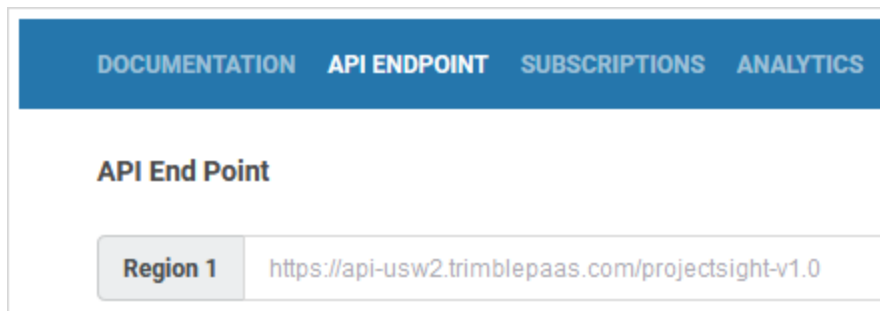 DOCUMENTATION API ENDPOINT SUBSCRIPTIONS ANALYTICS
API End Point
Region 1 https://api-usw2.trimblepaas.com/projectsight-v1.0